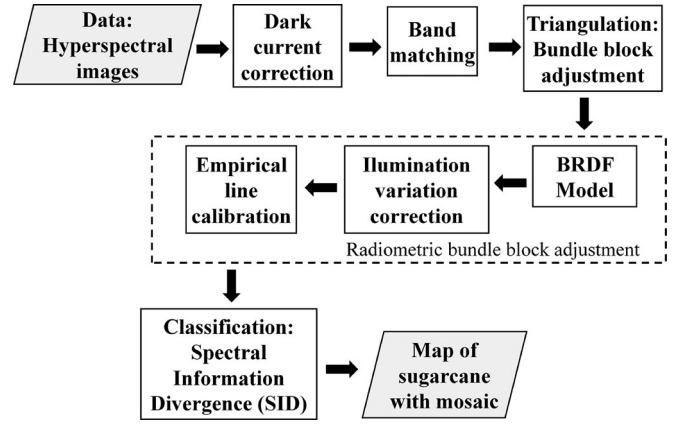 Data:
Hyperspectral
images
Dark
current
correction
Band
matching
Triangulation:
Bundle block
adjustment
BRDF
Model
Ilumination
variation
correction
Empirical
line
calibration
Radiometric bundle block adjustment
Classification:
Spectral
Information
Divergence (SID)
Map of
sugarcane
with mosaic